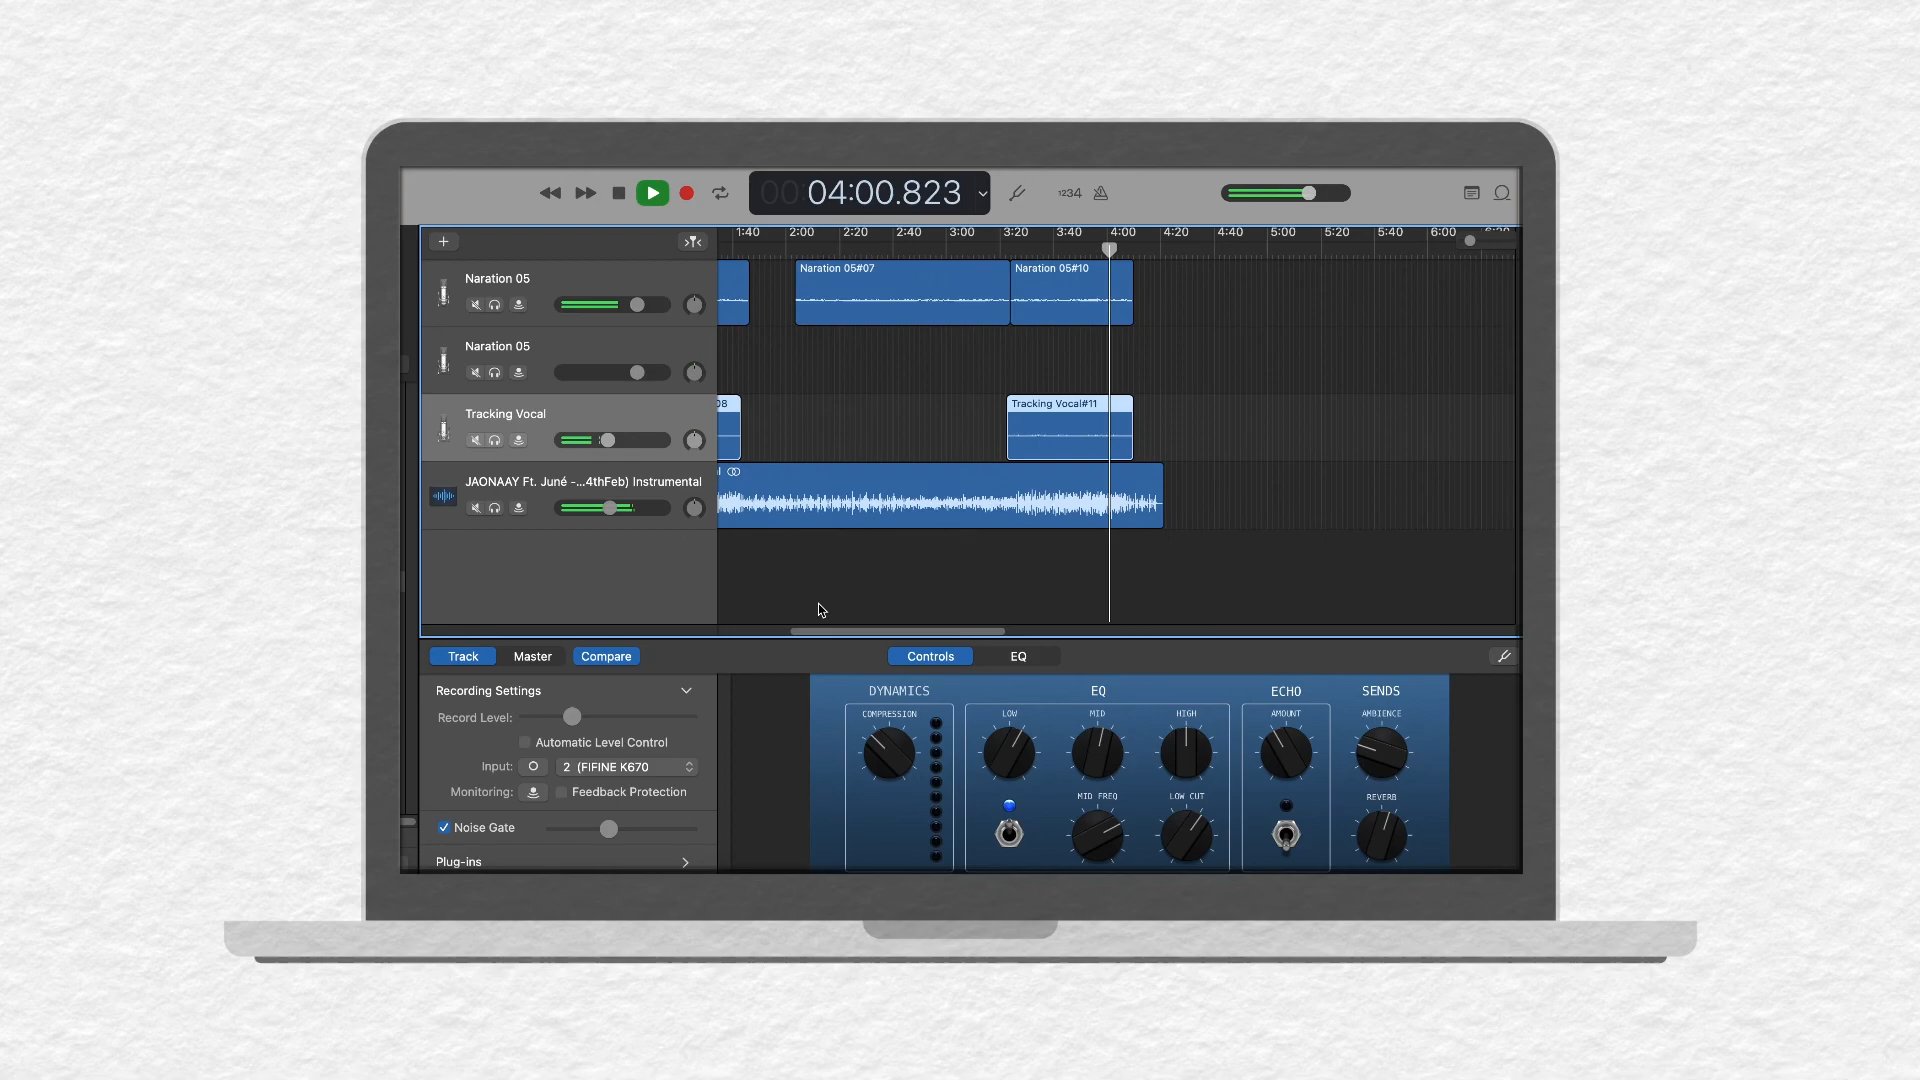 00:04:00.823
1234
1:40 2:00 2:20 2:40 3:00 3:20 3:40 4:00 4:20 4:40 5:00 5:20 5:40 6:00
Naration 05
Naration 05#07
Naration 05#10
Naration 05
Tracking Vocal
08
Tracking Vocal#11
JAONAAY Ft. Juné -...4thFeb) Instrumental
Track
Master
Compare
Controls
EQ
Recording Settings
Record Level:
Automatic Level Control
Input:
2 (FIFINE K670
Monitoring:
Feedback Protection
Noise Gate
Plug-ins
DYNAMICS
EQ
ECHO
SENDS
COMPRESSION
LOW
MID
HIGH
AMOUNT
AMBIENCE
MID FREQ
LOW CUT
REVERB